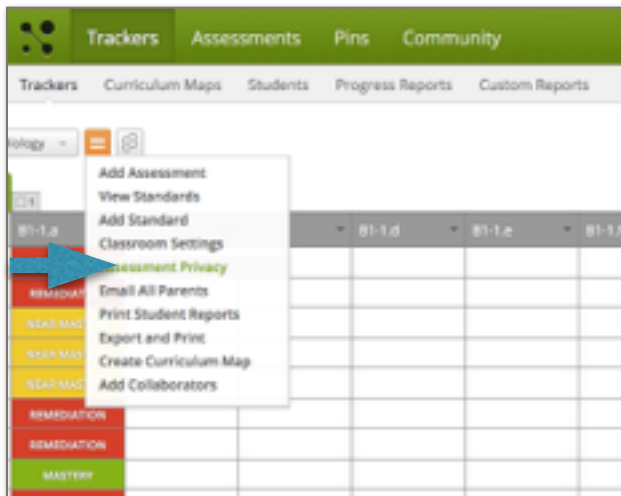 Trackers Assessments Pins Community
Trackers Curriculum Maps Students Progress Reports Custom Reports
Add Assessment
View Standards
1
Add Standard
B1-1.a B1-1.d B1-1.e
Classroom Settings
Assessment Privacy
Email All Parents
REMEDIATION
Print Student Reports
NEAR MAS
Export and Print
NEAR MAS
Create Curriculum Map
NEAR MAS
Add Collaborators
REMEDIATION
REMEDIATION
MASTERY